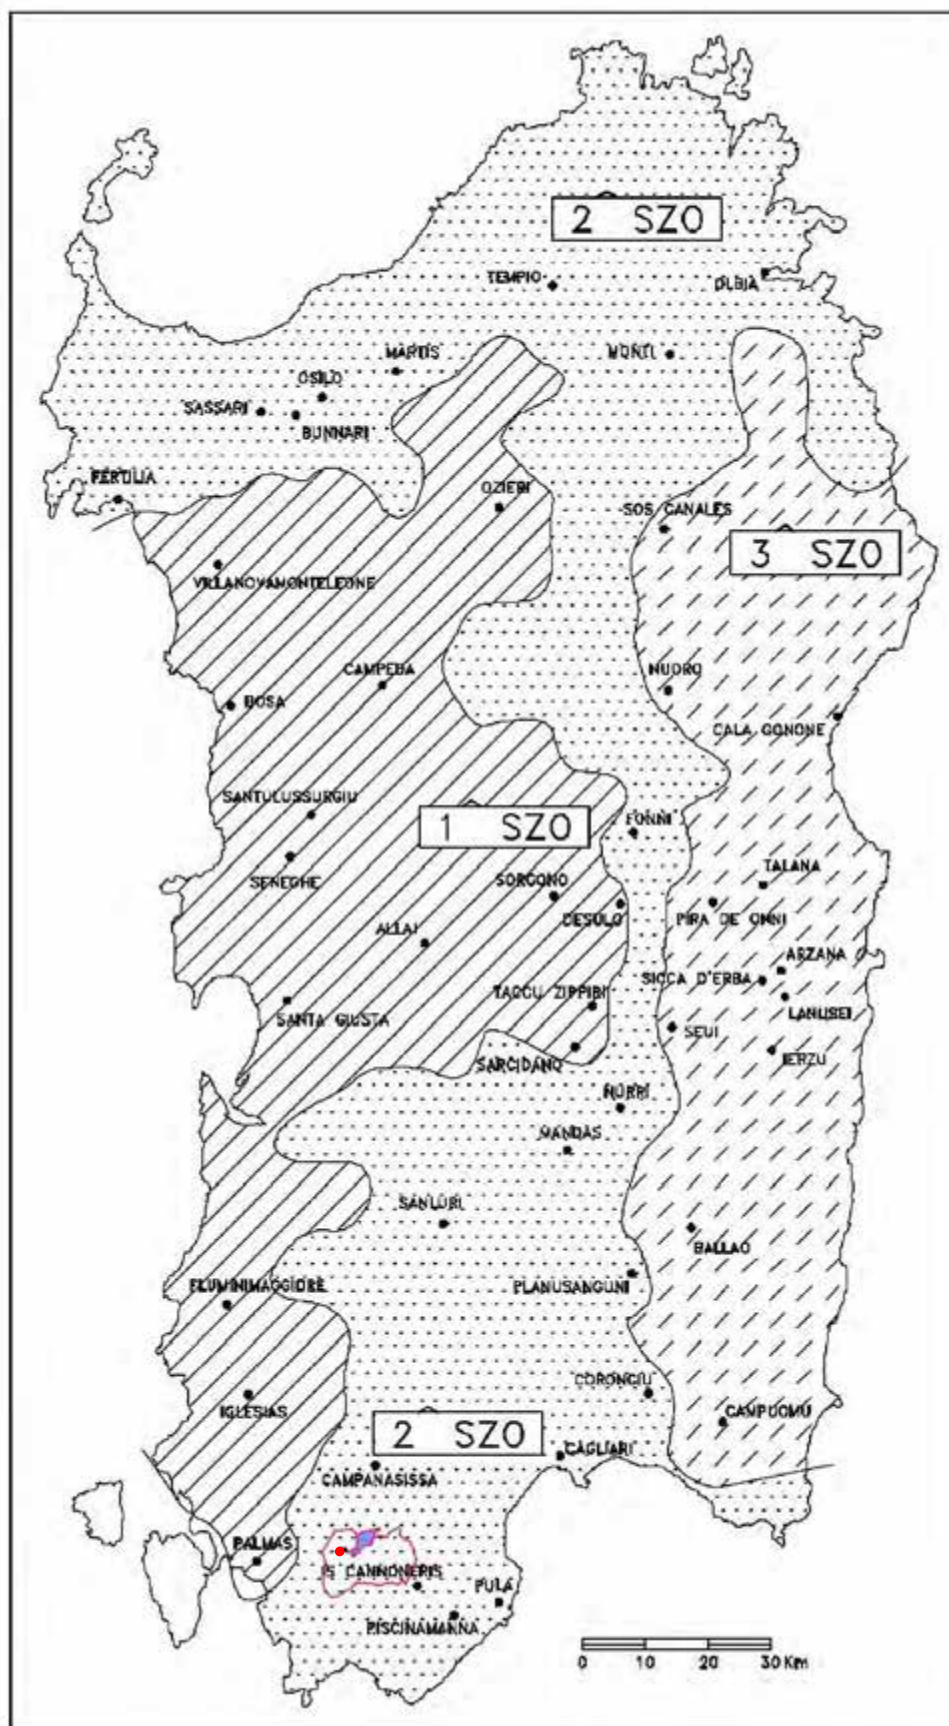 2 SZO
TEMPIO
OLBIA
MARTIS
MONTI
OSILO
SASSARI
BUNNARI
FERTILIA
OZIERI
SOS CANALES
3 SZO
VILLANOVAMONTELEONE
NUORO
CAMPEDA
BOSA
CALA GONONE
SANTULUSSURGIU
1 SZO
FONNI
TALANA
SENEGHE
SORGONO
DESULO
PIRA DE ONNI
ALLAI
ARZANA
SICCA D'ERBA
TACCU ZIPPIRI
LANUSEI
SANTA GIUSTA
SEUI
JERZU
SARCIDANO
NURRI
MANDAS
SANLURI
BALLAO
FLUMINIMAGGIORE
PLANUSANGUNI
CORONGIU
IGLESIAS
CAMPUOMU
2 SZO
CAGLIARI
CAMPANASISSA
PALMAS
IS CANNONERIS
PULA
PISCINAMANNA
0 10 20 30 Km